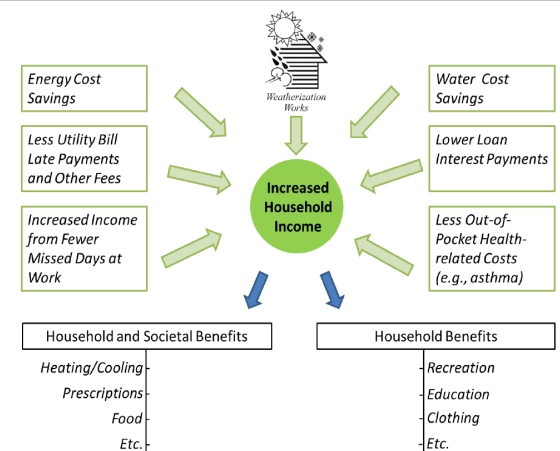 Weatherization
Works
Energy Cost
Savings
Less Utility Bill
Late Payments
and Other Fees
Increased Income
from Fewer
Missed Days at
Work
Increased
Household
Income
Water Cost
Savings
Lower Loan
Interest Payments
Less Out-of-
Pocket Health-
related Costs
(e.g., asthma)
Household and Societal Benefits
Heating/Cooling
Prescriptions
Food
Etc.
Household Benefits
Recreation
Education
Clothing
Etc.